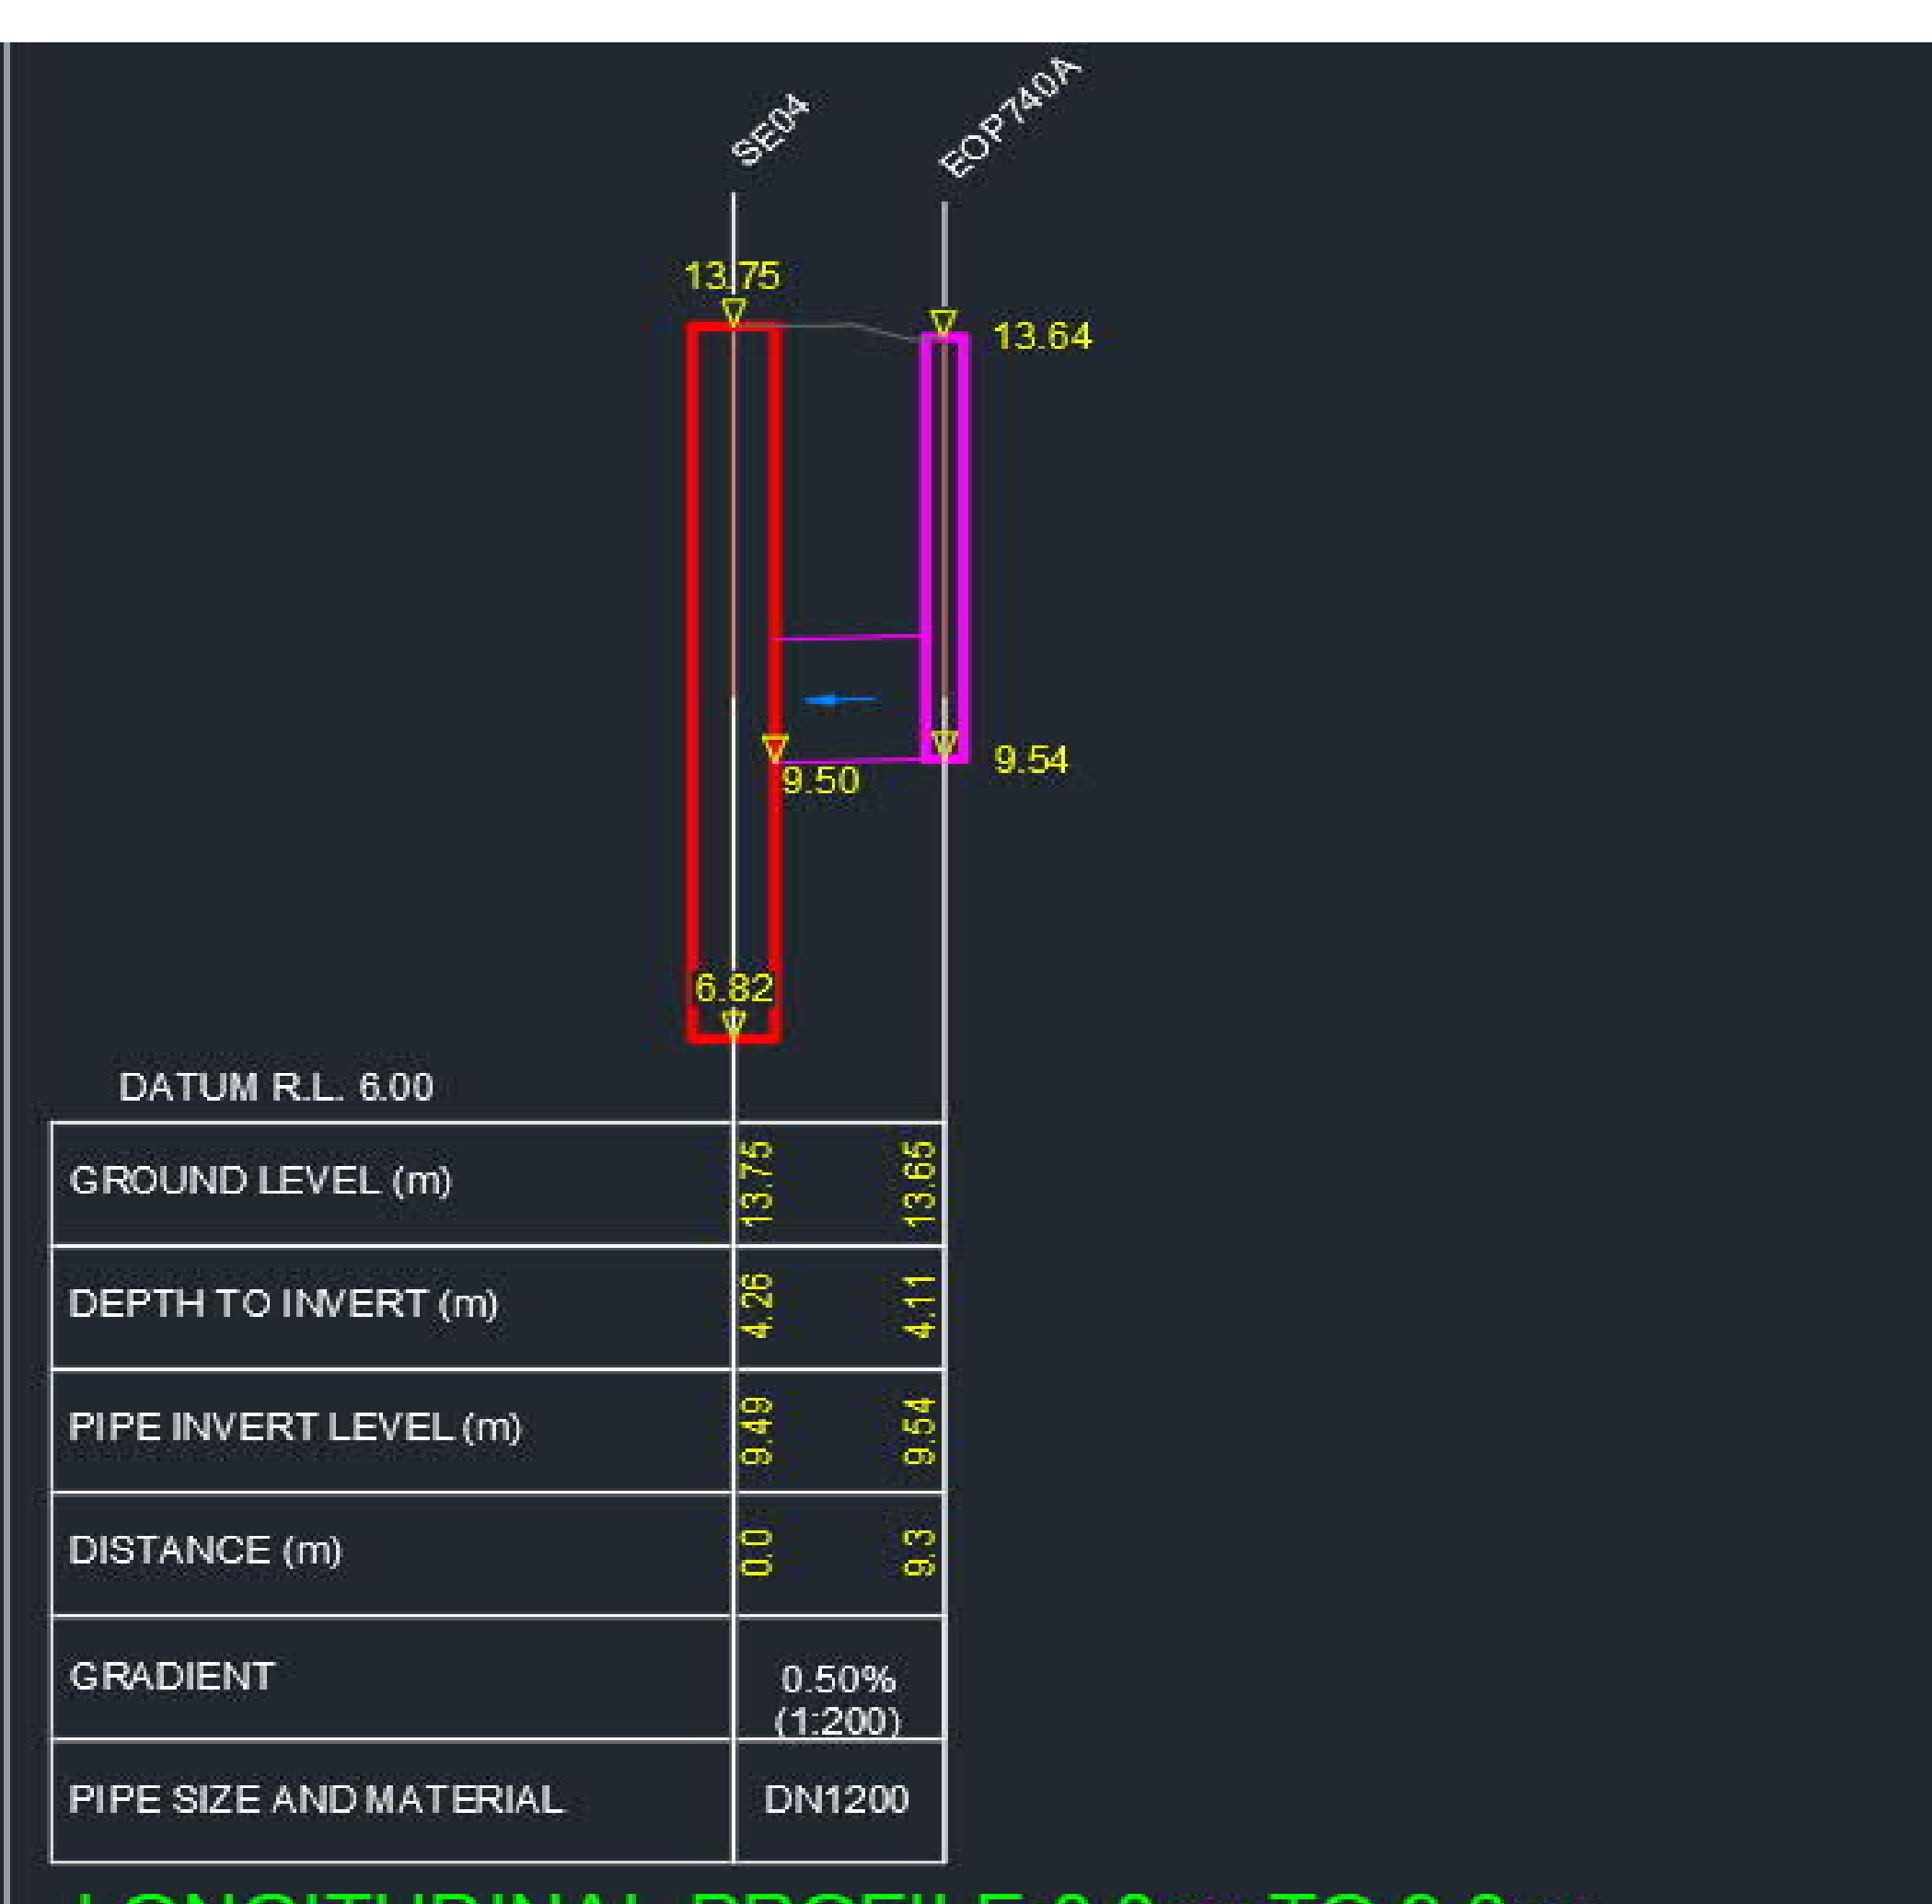 SE04
EOP740A
13.75
13.64
9.54
9.50
6.82
DATUM R.L. 6.00
GROUND LEVEL (m) 13.75 13.65
DEPTH TO INVERT (m) 4.26 4.11
PIPE INVERT LEVEL (m) 9.49 9.54
DISTANCE (m) 0.0 9.3
GRADIENT 0.50%
(1:200)
PIPE SIZE AND MATERIAL DN1200
LONGITUDINAL PROFILE